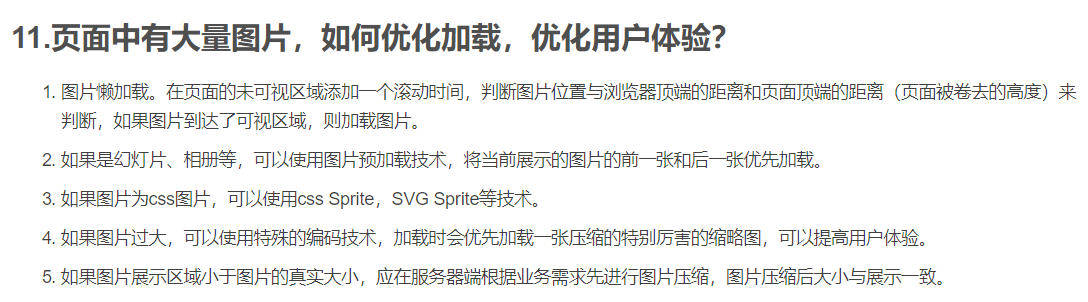 11.页面中有大量图片，如何优化加载，优化用户体验？
1. 图片懒加载。在页面的未可视区域添加一个滚动时间，判断图片位置与浏览器顶端的距离和页面顶端的距离（页面被卷去的高度）来
判断，如果图片到达了可视区域，则加载图片。
2. 如果是幻灯片、相册等，可以使用图片预加载技术，将当前展示的图片的前一张和后一张优先加载。
3. 如果图片为css图片，可以使用css Sprite，SVG Sprite等技术。
4. 如果图片过大，可以使用特殊的编码技术，加载时会优先加载一张压缩的特别厉害的缩略图，可以提高用户体验。
5. 如果图片展示区域小于图片的真实大小，应在服务器端根据业务需求先进行图片压缩，图片压缩后大小与展示一致。